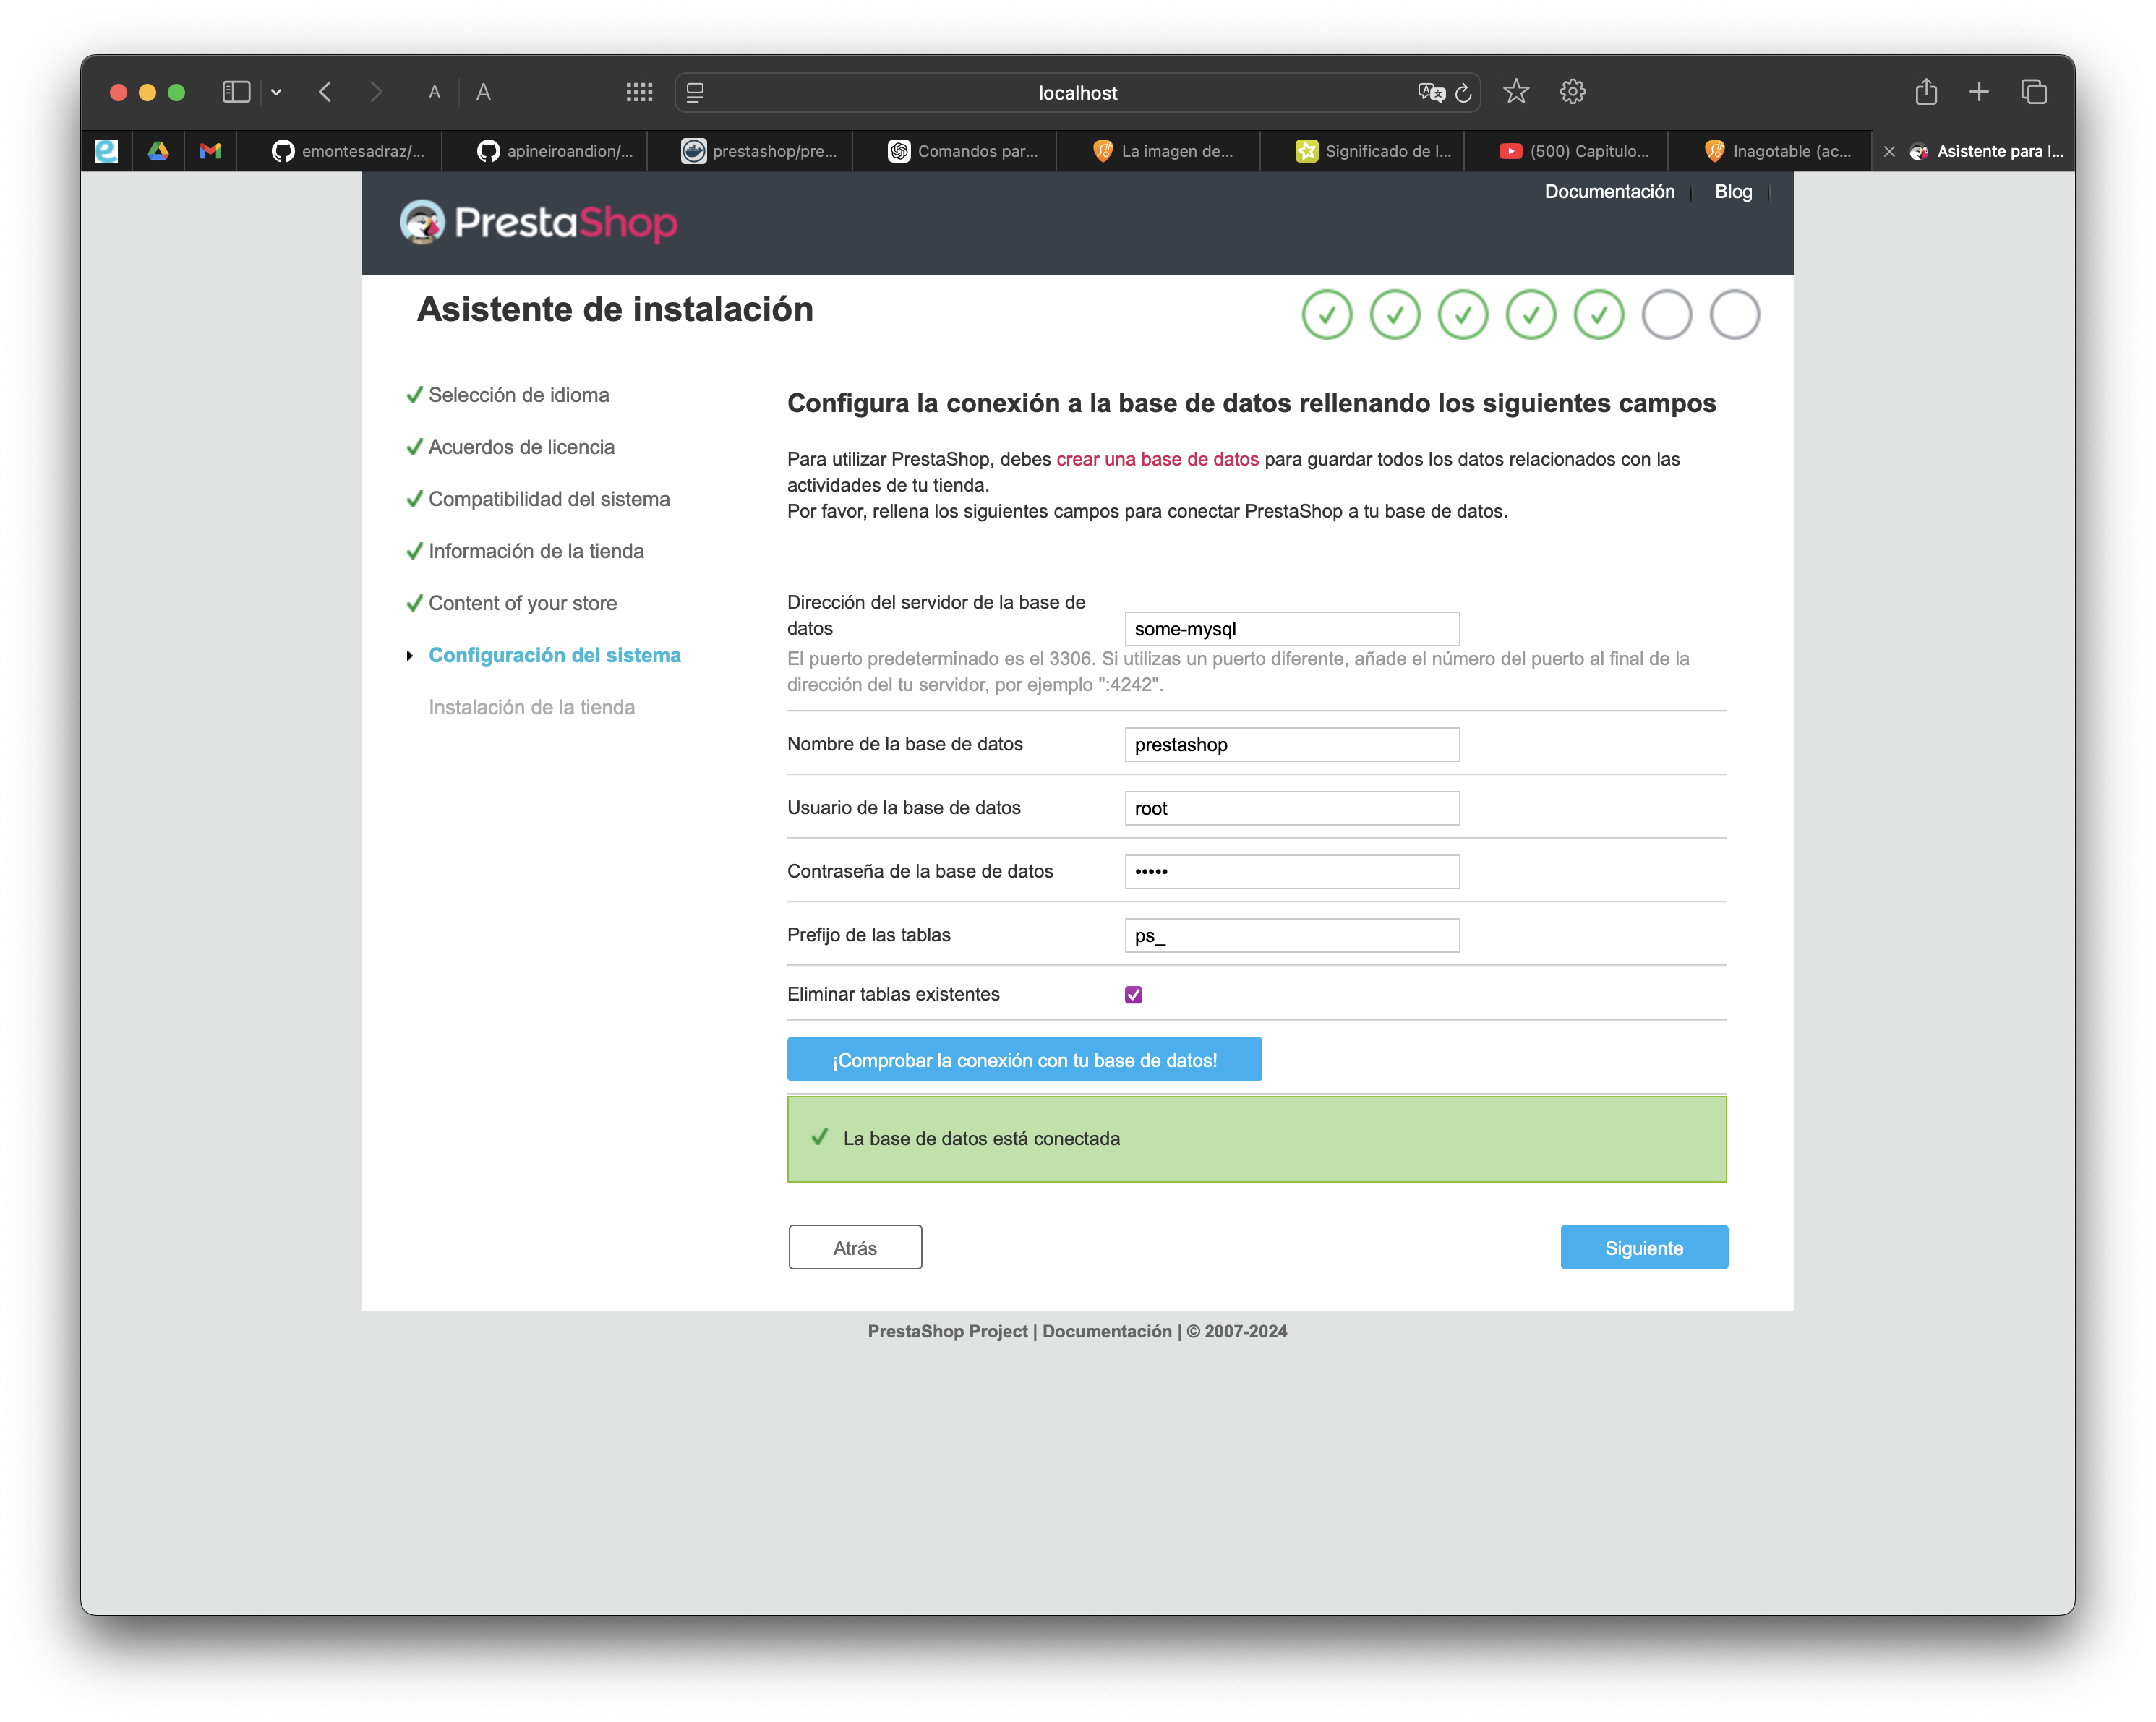 A A localhost
emontesadraz/... apineiroandion/... prestashop/pre... Comandos par... La imagen de... Significado de l... (500) Capitulo... Inagotable (ac... Asistente para l...
Documentación Blog
PrestaShop
Asistente de instalación
Selección de idioma
Acuerdos de licencia
Compatibilidad del sistema
Información de la tienda
Content of your store
Configuración del sistema
Instalación de la tienda
Configura la conexión a la base de datos rellenando los siguientes campos
Para utilizar PrestaShop, debes crear una base de datos para guardar todos los datos relacionados con las
actividades de tu tienda.
Por favor, rellena los siguientes campos para conectar PrestaShop a tu base de datos.
Dirección del servidor de la base de
datos some-mysql
El puerto predeterminado es el 3306. Si utilizas un puerto diferente, añade el número del puerto al final de la
dirección del tu servidor, por ejemplo ":4242".
Nombre de la base de datos prestashop
Usuario de la base de datos root
Contraseña de la base de datos •••••
Prefijo de las tablas ps_
Eliminar tablas existentes
¡Comprobar la conexión con tu base de datos!
La base de datos está conectada
Atrás Siguiente
PrestaShop Project | Documentación | © 2007-2024